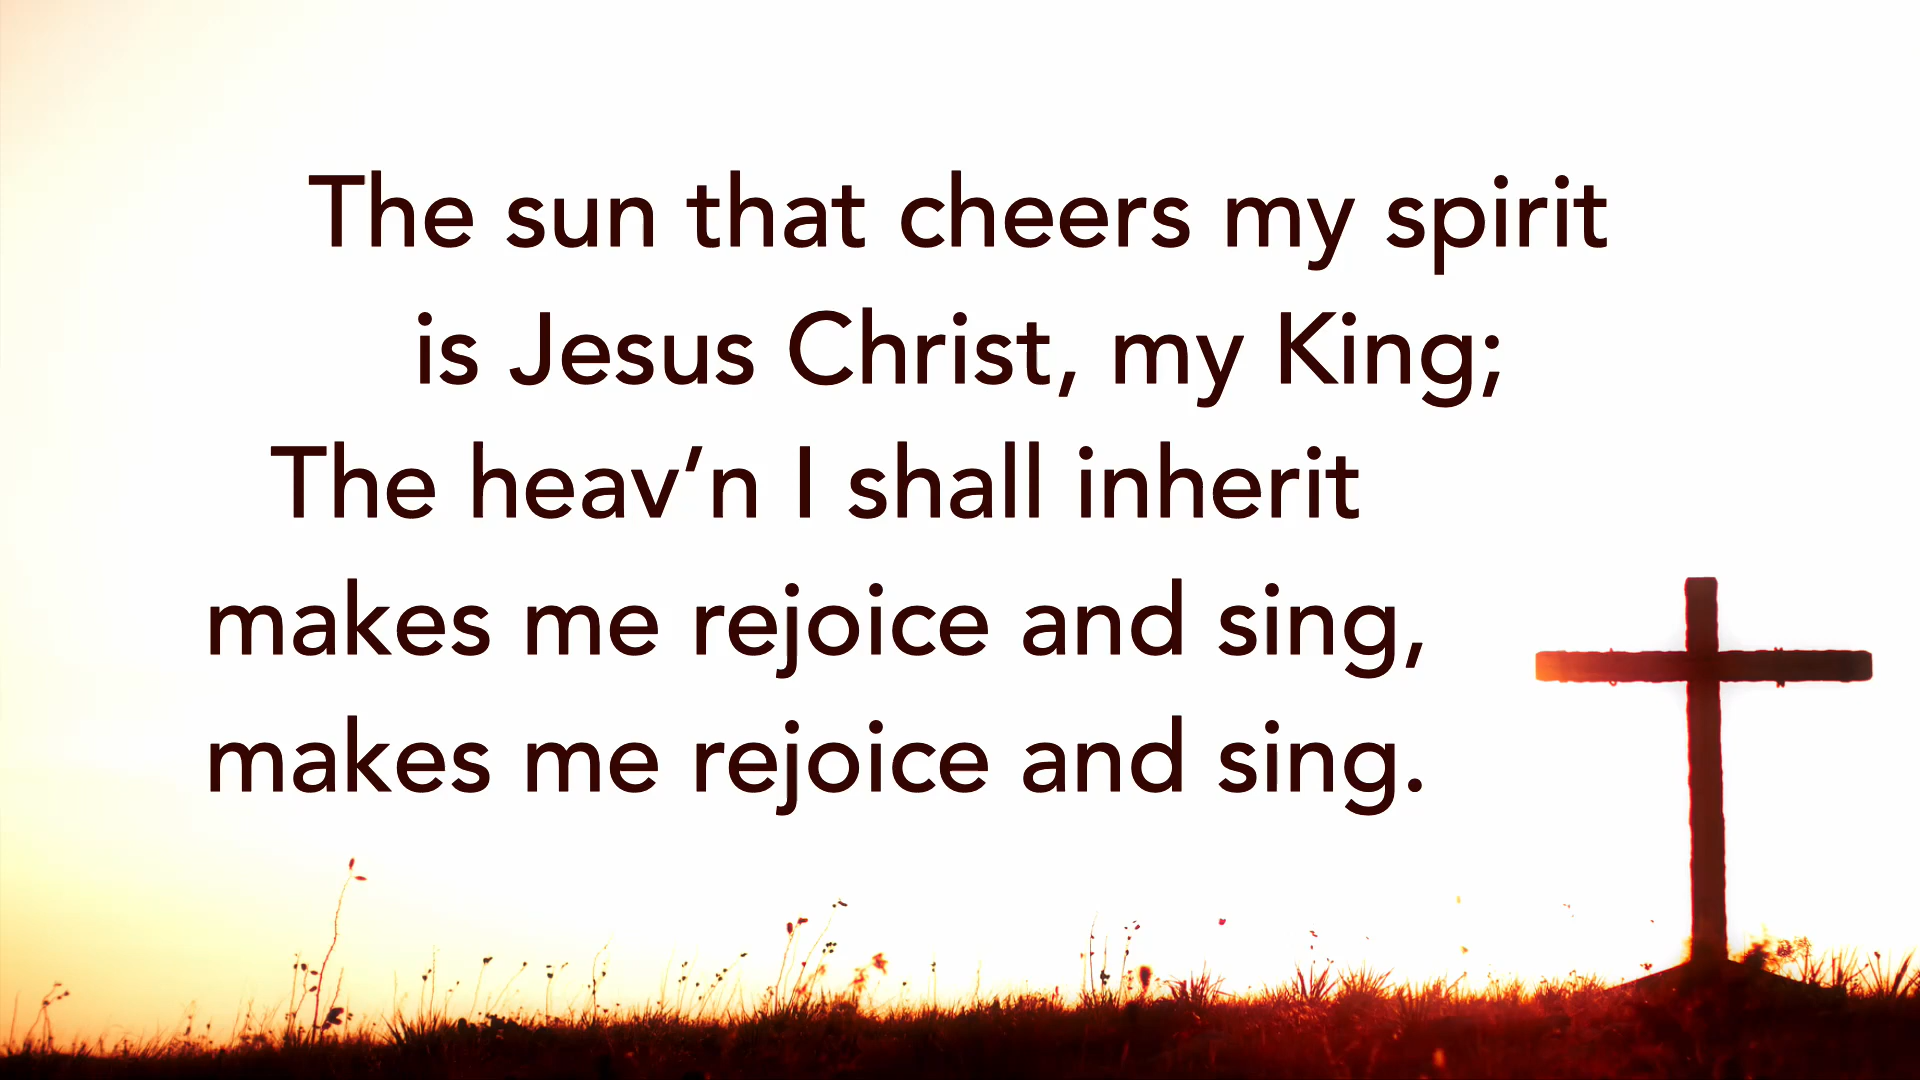 The sun that cheers my spirit
is Jesus Christ, my King;
The heav’n I shall inherit
makes me rejoice and sing,
makes me rejoice and sing.